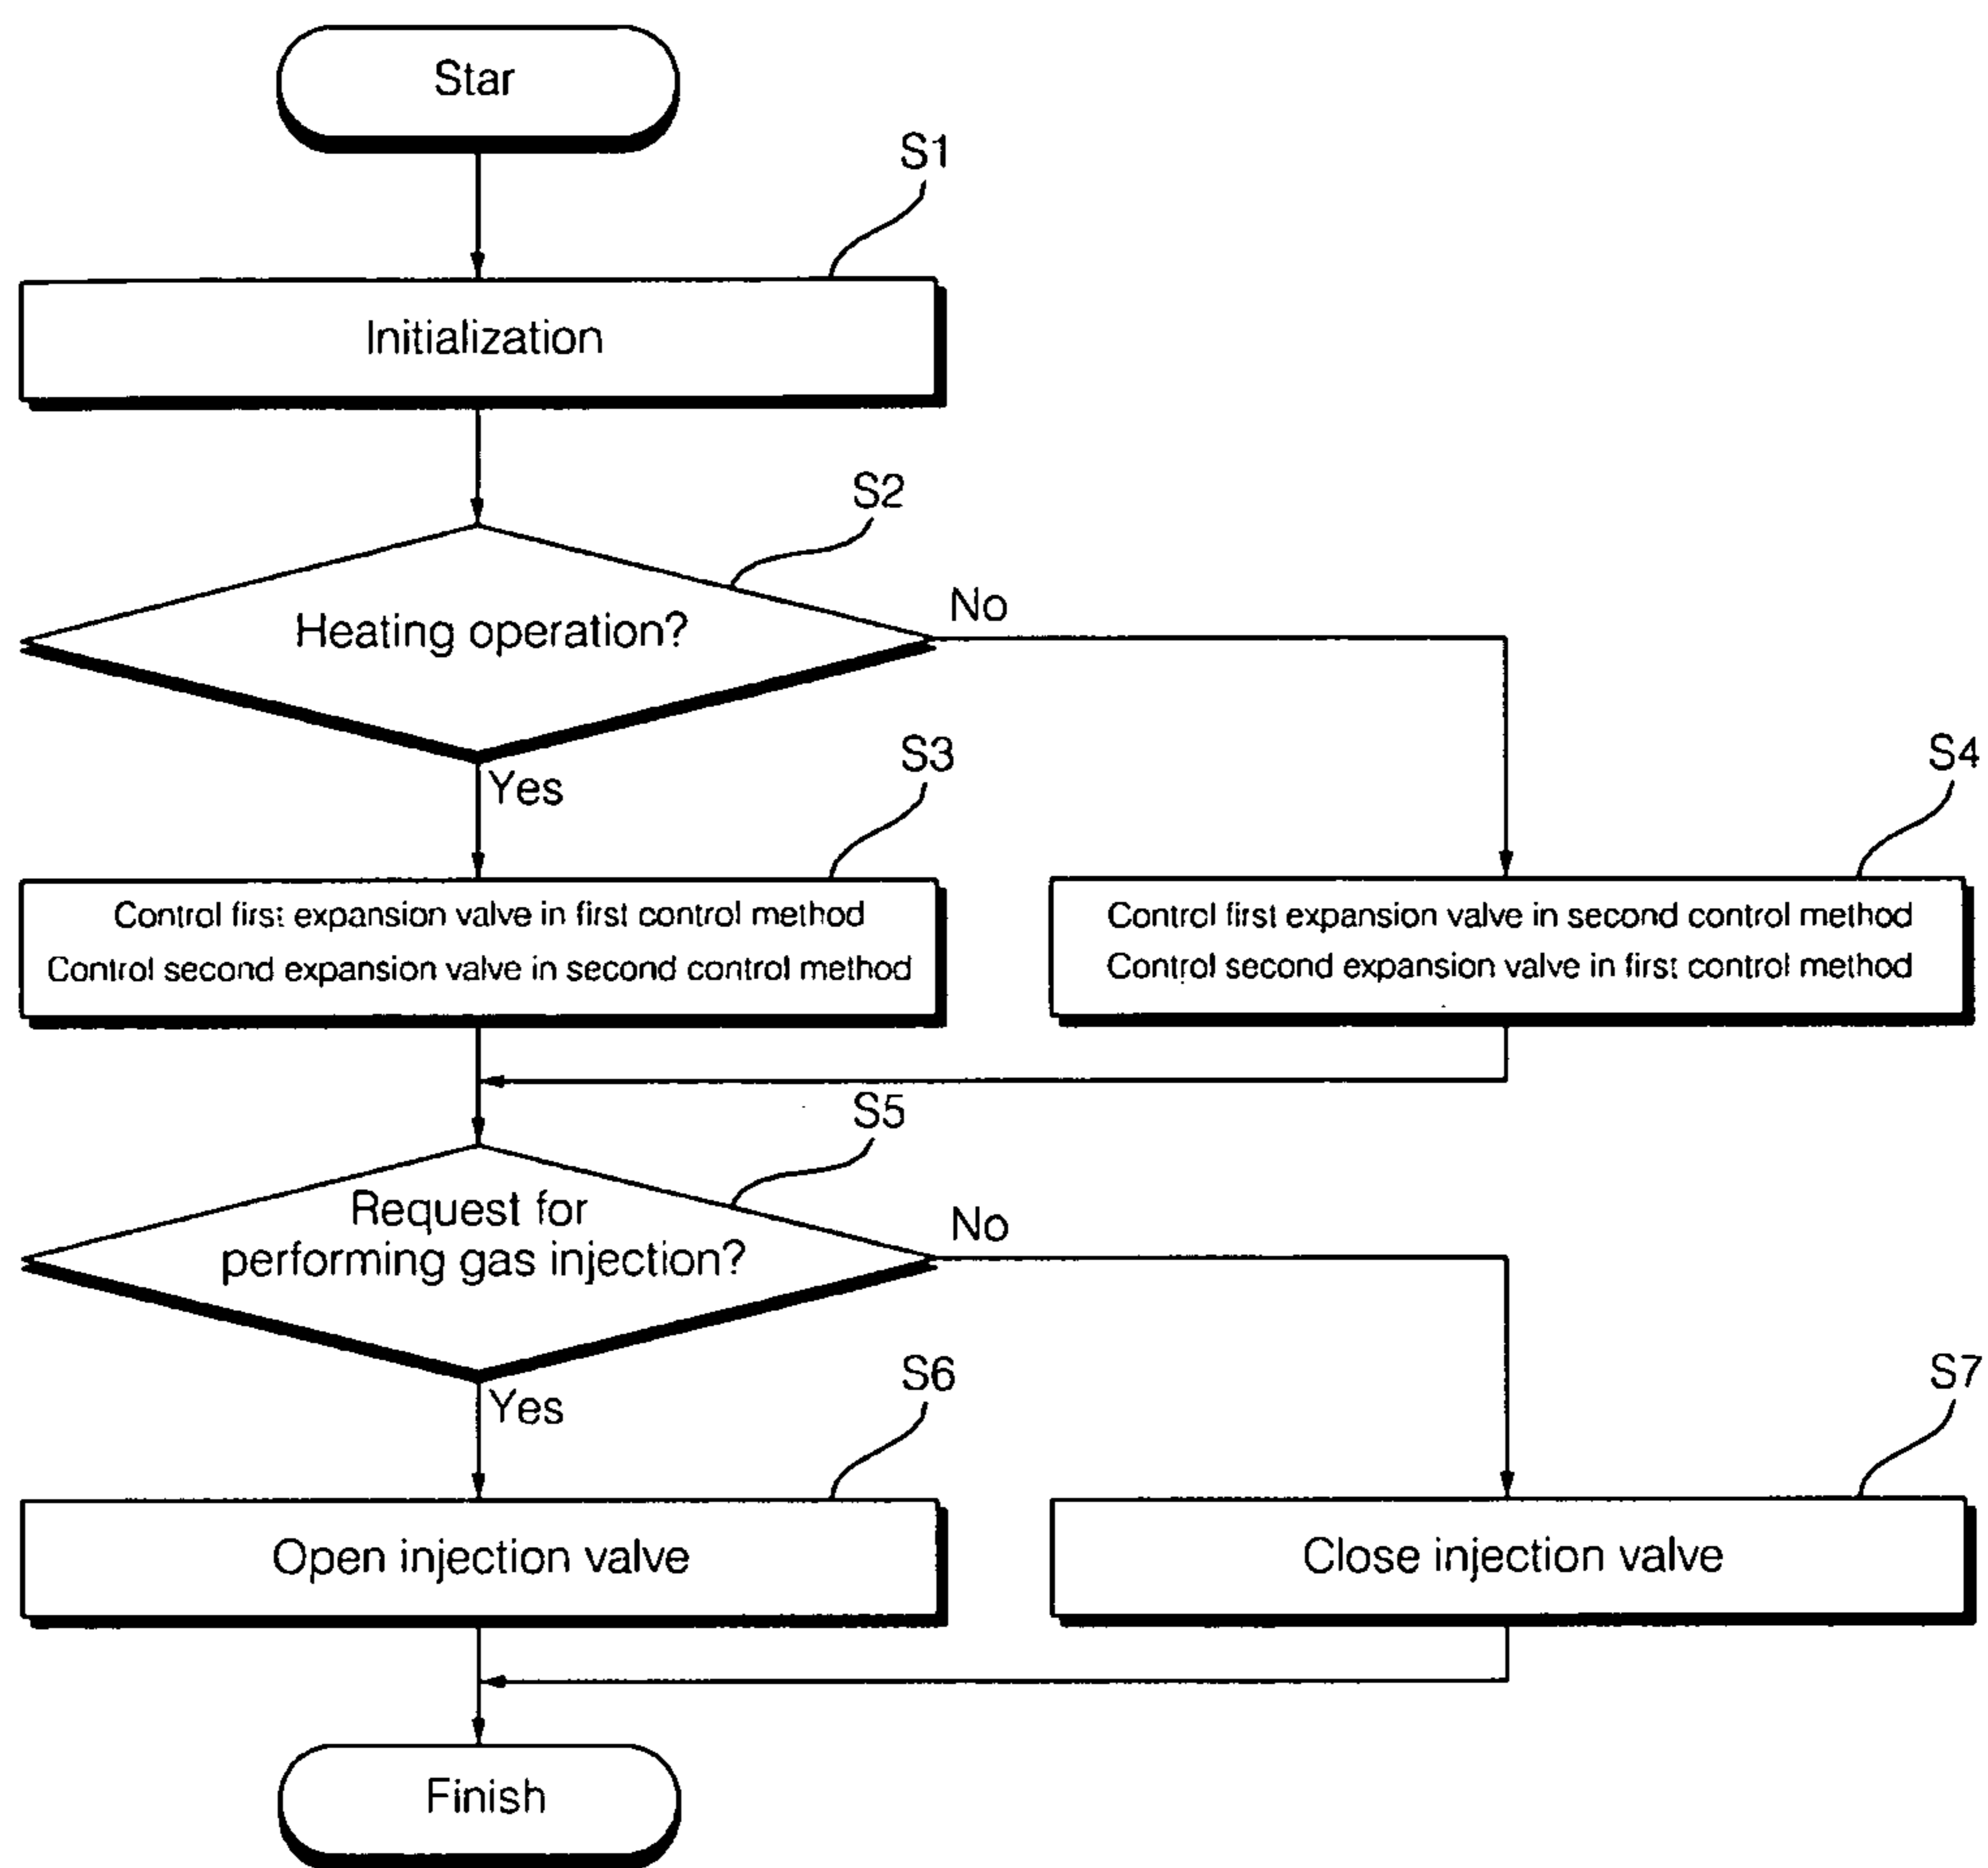 Star
S1
Initialization
S2
Heating operation?
No
Yes
S3
S4
Control first expansion valve in first control method
Control second expansion valve in second control method
Control first expansion valve in second control method
Control second expansion valve in first control method
S5
Request for
performing gas injection?
No
Yes
S6
S7
Open injection valve
Close injection valve
Finish